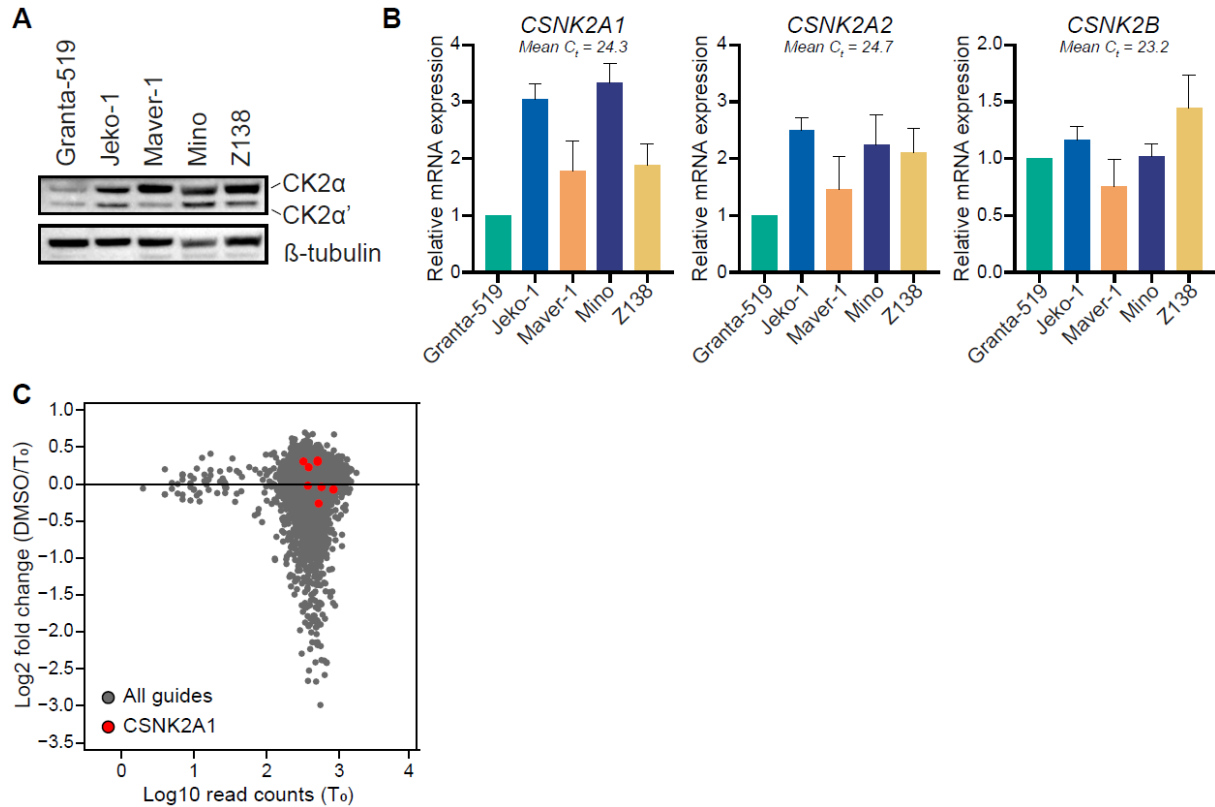 A
Granta-519
Jeko-1
Maver-1
Mino
Z138
CK2α
CK2α’
ß-tubulin
B
CSNK2A1
Mean Ct = 24.3
Relative mRNA expression
4
3
2
1
0
Granta-519
Jeko-1
Maver-1
Mino
Z138
CSNK2A2
Mean Ct = 24.7
Relative mRNA expression
4
3
2
1
0
Granta-519
Jeko-1
Maver-1
Mino
Z138
CSNK2B
Mean Ct = 23.2
Relative mRNA expression
2.0
1.5
1.0
0.5
0.0
Granta-519
Jeko-1
Maver-1
Mino
Z138
C
Log2 fold change (DMSO/T₀)
1.0
0.5
0.0
−0.5
−1.0
−1.5
−2.0
−2.5
−3.0
−3.5
All guides
CSNK2A1
0 1 2 3 4
Log10 read counts (T₀)